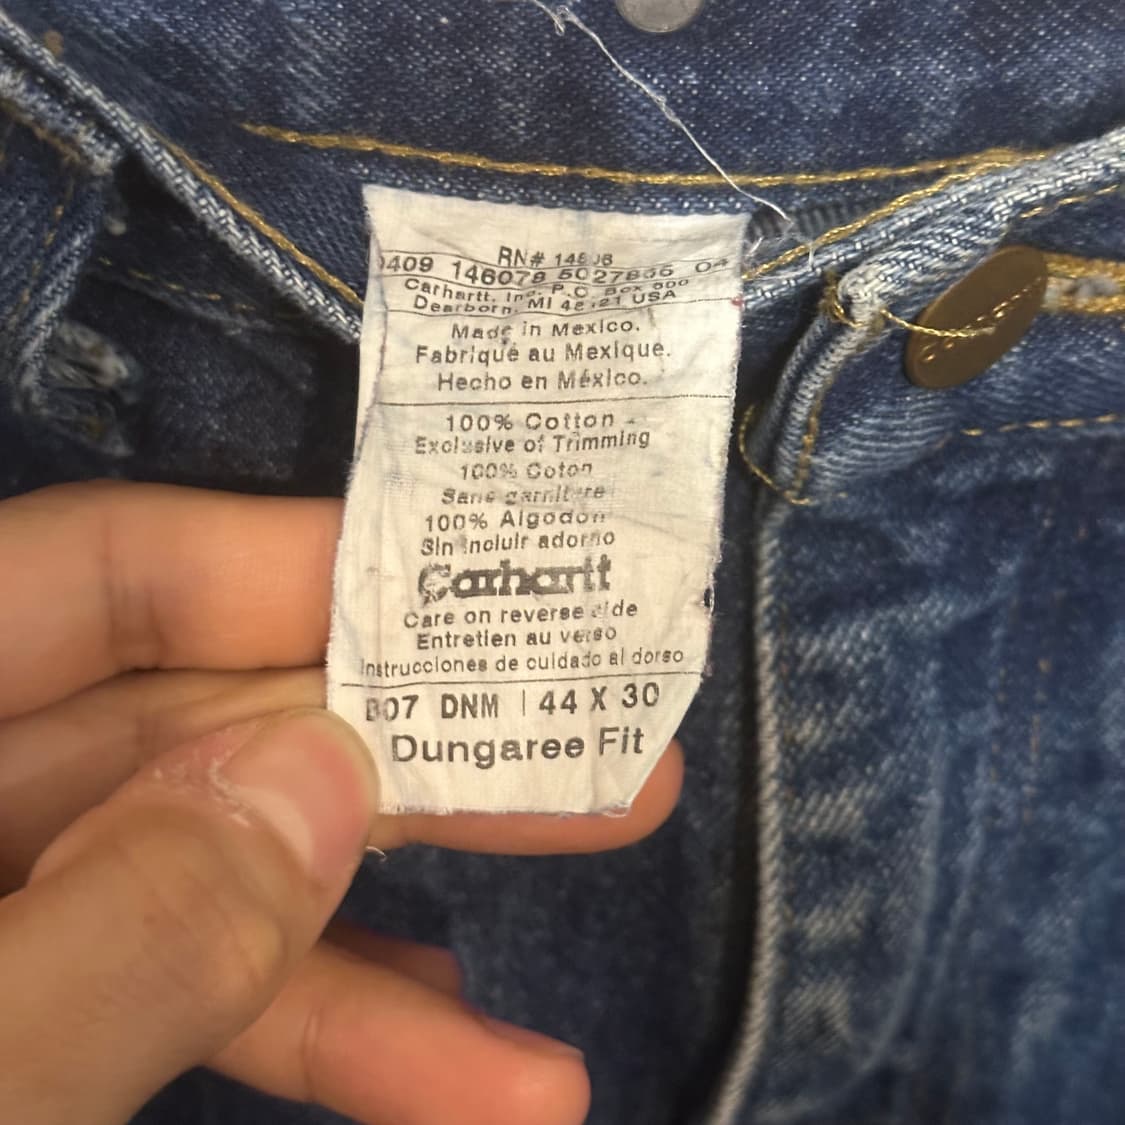 RN# 14806
0409 146078 5027866 04
Carhartt, Inc. P.O. Box 600
Dearborn, MI 48121 USA
Made in Mexico.
Fabriqué au Mexique.
Hecho en México.
100% Cotton
Exclusive of Trimming
100% Coton
Sans garniture
100% Algodon
Sin incluir adorno
Carhartt
Care on reverse side
Entretien au verso
Instrucciones de cuidado al dorso
B07 DNM | 44 X 30
Dungaree Fit